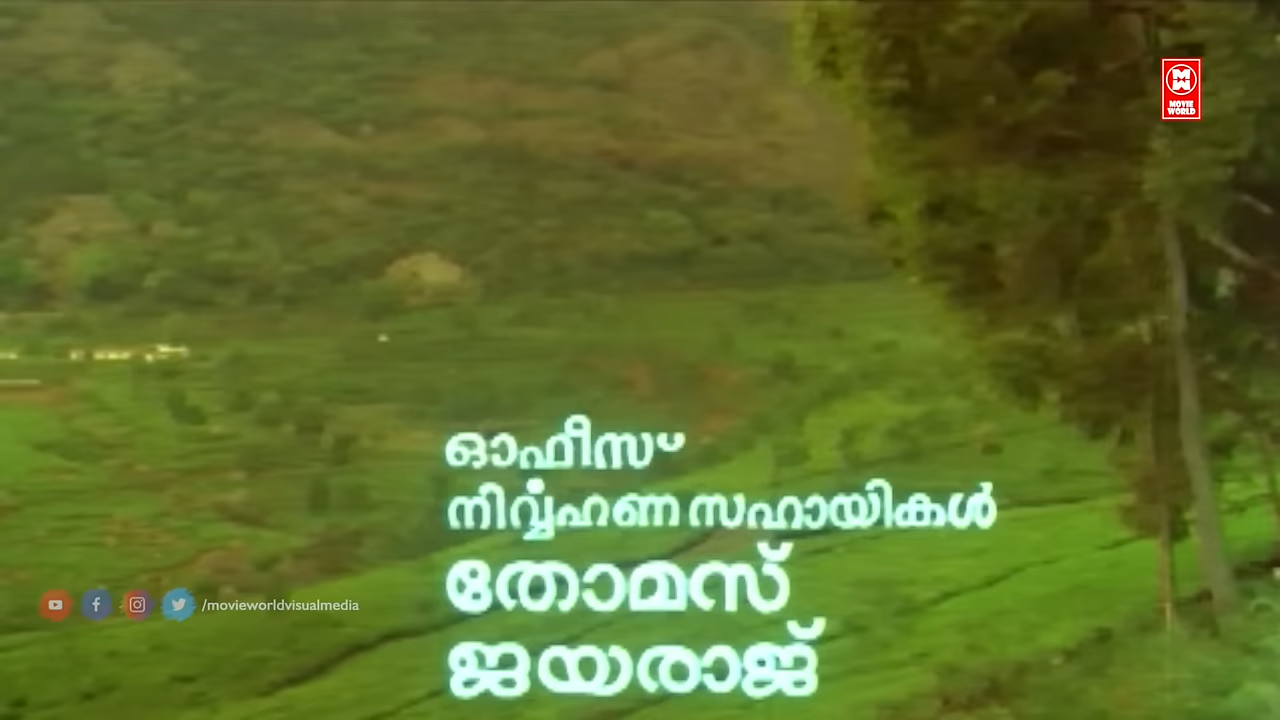 MOVIE
WORLD
ഓഫീസ്
നിർവ്വഹണ സഹായികൾ
തോമസ്
ജയരാജ്
/movieworldvisualmedia